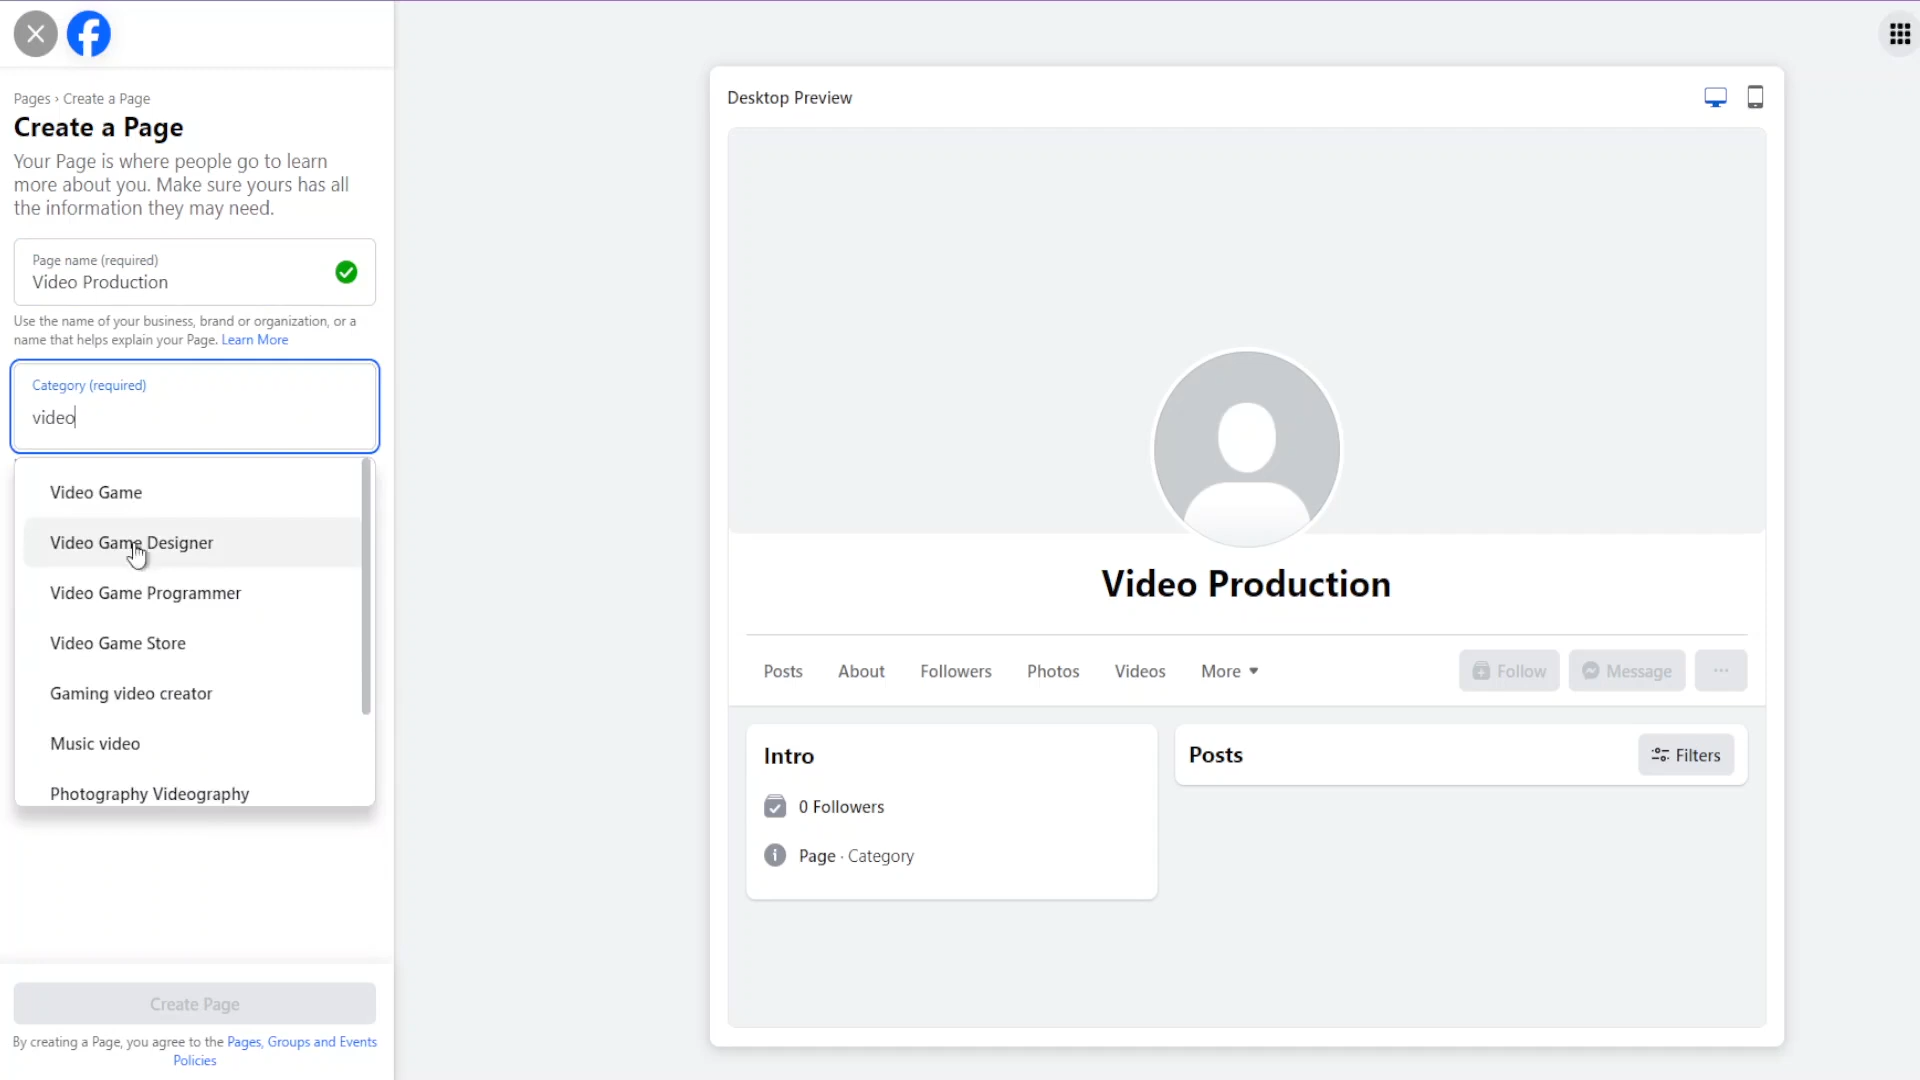 Pages › Create a Page
Create a Page
Your Page is where people go to learn
more about you. Make sure yours has all
the information they may need.
Page name (required)
Video Production
Use the name of your business, brand or organization, or a
name that helps explain your Page. Learn More
Category (required)
video
Video Game
Video Game Designer
Video Game Programmer
Video Game Store
Gaming video creator
Music video
Photography Videography
Create Page
By creating a Page, you agree to the Pages, Groups and Events
Policies
Desktop Preview
Video Production
Posts About Followers Photos Videos More
Follow Message ...
Intro
0 Followers
Page · Category
Posts
Filters